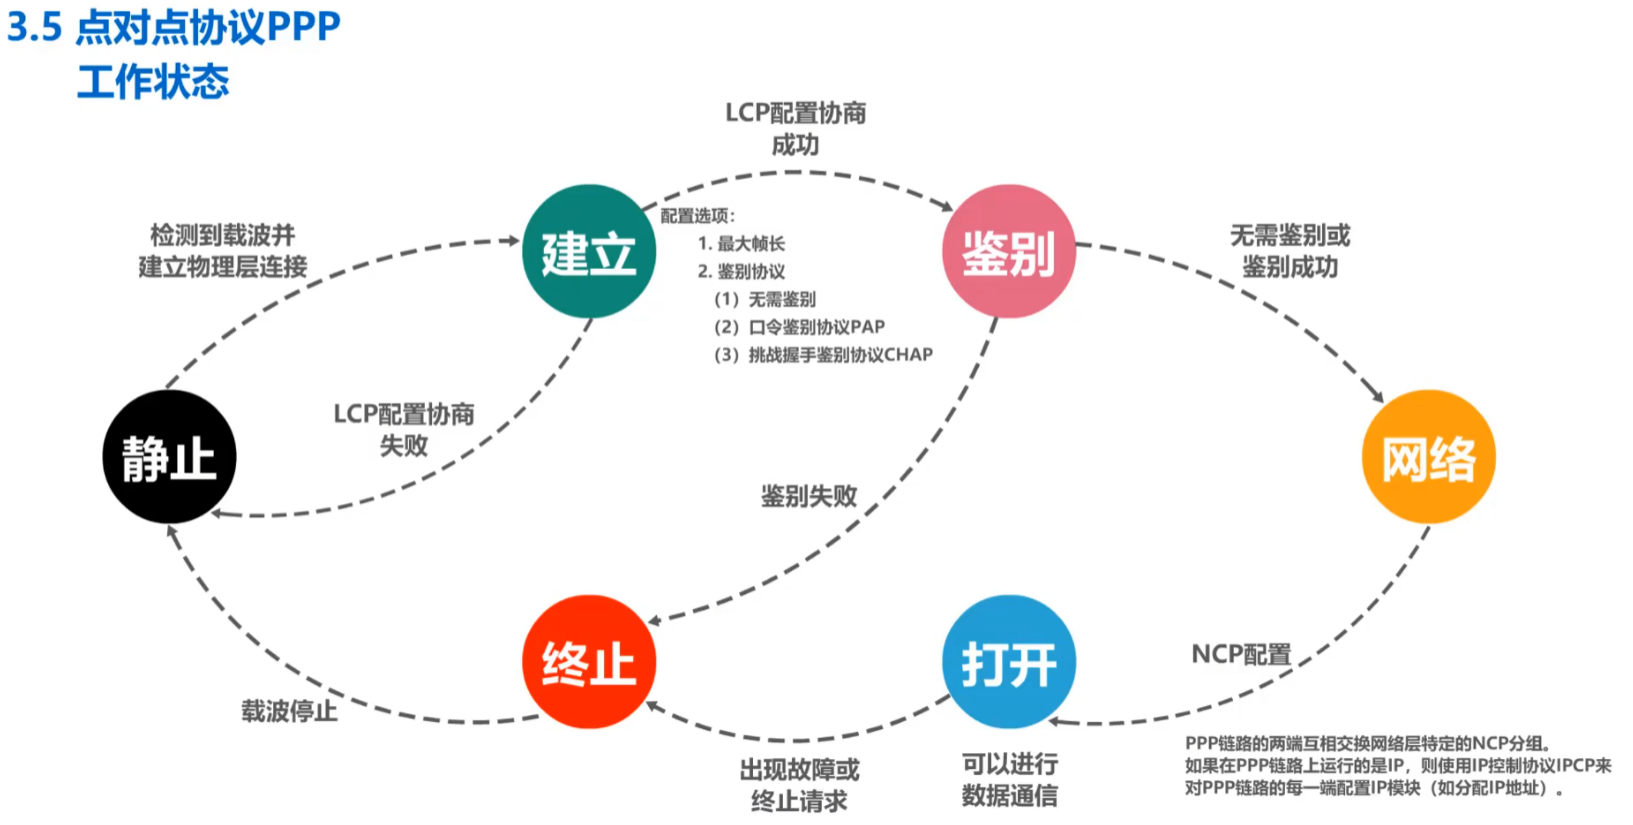 3.5 点对点协议PPP
工作状态
LCP配置协商
成功
检测到载波并
建立物理层连接
建立
配置选项：
1. 最大帧长
2. 鉴别协议
（1）无需鉴别
（2）口令鉴别协议PAP
（3）挑战握手鉴别协议CHAP
鉴别
无需鉴别或
鉴别成功
静止
LCP配置协商
失败
网络
鉴别失败
终止
打开
NCP配置
载波停止
出现故障或
终止请求
可以进行
数据通信
PPP链路的两端互相交换网络层特定的NCP分组。
如果在PPP链路上运行的是IP，则使用IP控制协议IPCP来
对PPP链路的每一端配置IP模块（如分配IP地址）。